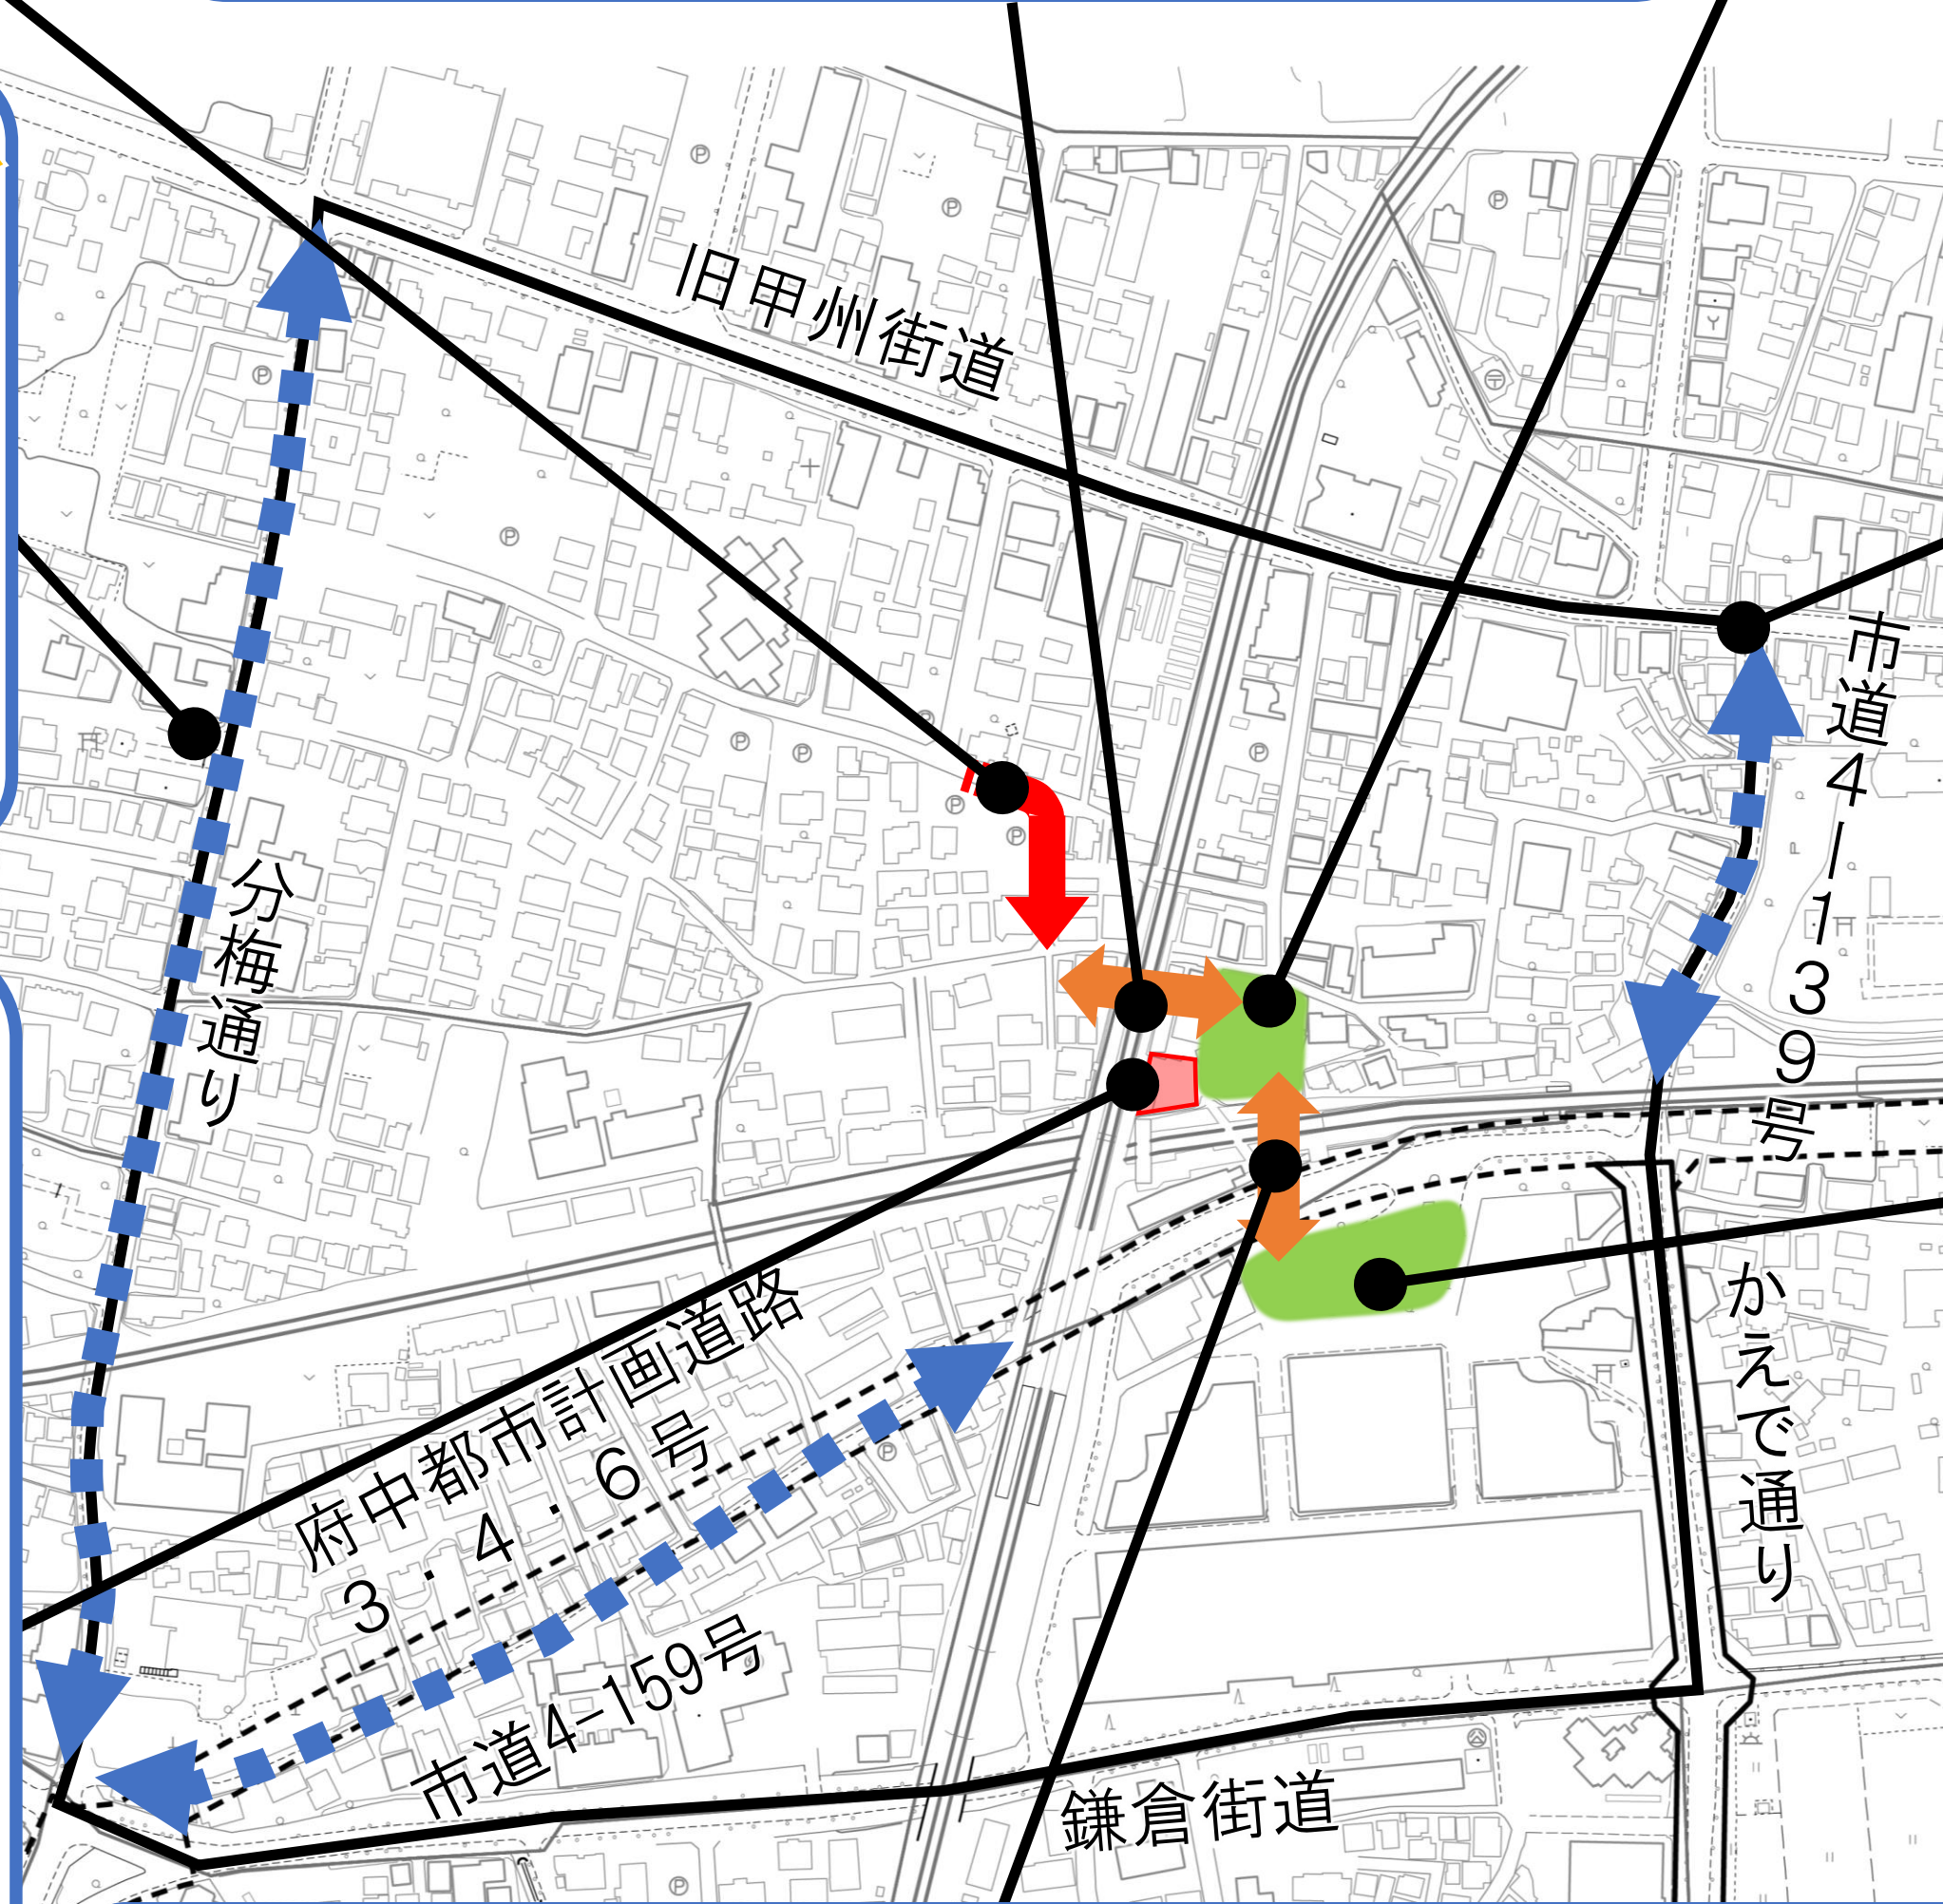 旧甲州街道
市道4ー139号
分梅通り
府中都市計画道路
3．4．6号
市道4-159号
かえで通り
鎌倉街道